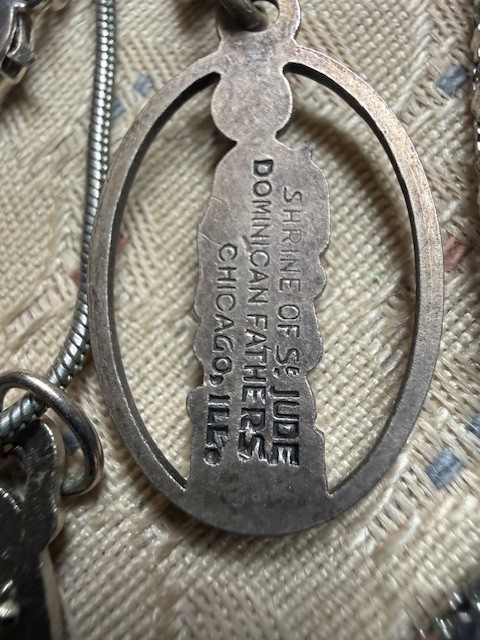 SHRINE OF St. JUDE
DOMINICAN FATHERS
CHICAGO, ILL.